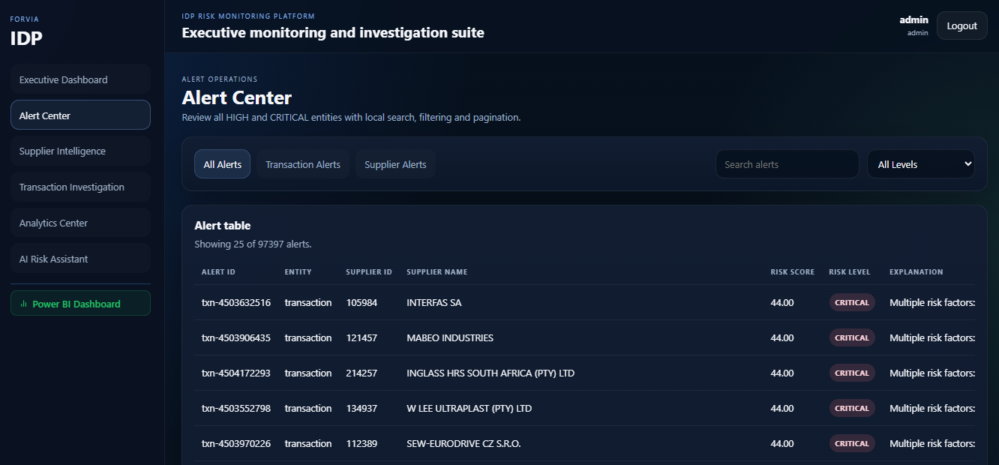 FORVIA
IDP
Executive Dashboard
Alert Center
Supplier Intelligence
Transaction Investigation
Analytics Center
AI Risk Assistant
Power BI Dashboard
IDP RISK MONITORING PLATFORM
Executive monitoring and investigation suite
admin
admin
Logout
ALERT OPERATIONS
Alert Center
Review all HIGH and CRITICAL entities with local search, filtering and pagination.
All Alerts Transaction Alerts Supplier Alerts Search alerts All Levels
Alert table
Showing 25 of 97397 alerts.
ALERT ID ENTITY SUPPLIER ID SUPPLIER NAME RISK SCORE RISK LEVEL EXPLANATION
txn-4503632516 transaction 105984 INTERFAS SA 44.00 CRITICAL Multiple risk factors:
txn-4503906435 transaction 121457 MABEO INDUSTRIES 44.00 CRITICAL Multiple risk factors:
txn-4504172293 transaction 214257 INGLASS HRS SOUTH AFRICA (PTY) LTD 44.00 CRITICAL Multiple risk factors:
txn-4503552798 transaction 134937 W LEE ULTRAPLAST (PTY) LTD 44.00 CRITICAL Multiple risk factors:
txn-4503970226 transaction 112389 SEW-EURODRIVE CZ S.R.O. 44.00 CRITICAL Multiple risk factors: